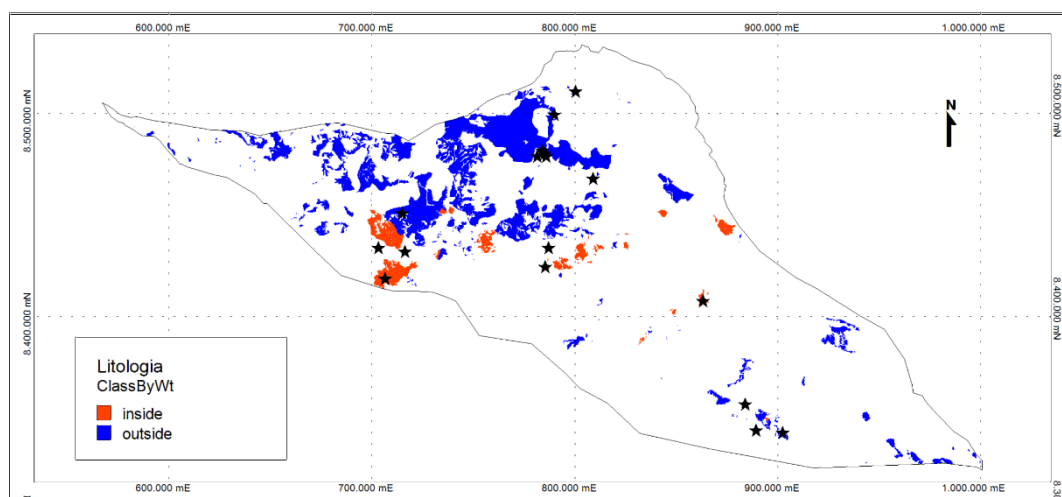 600.000 mE 700.000 mE 800.000 mE 900.000 mE 1.000.000 mE
8.500.000 mN 8.500.000 mN
N
8.400.000 mN 8.400.000 mN
Litologia
ClassByWt
inside
outside
600.000 mE 700.000 mE 800.000 mE 900.000 mE 1.000.000 mE